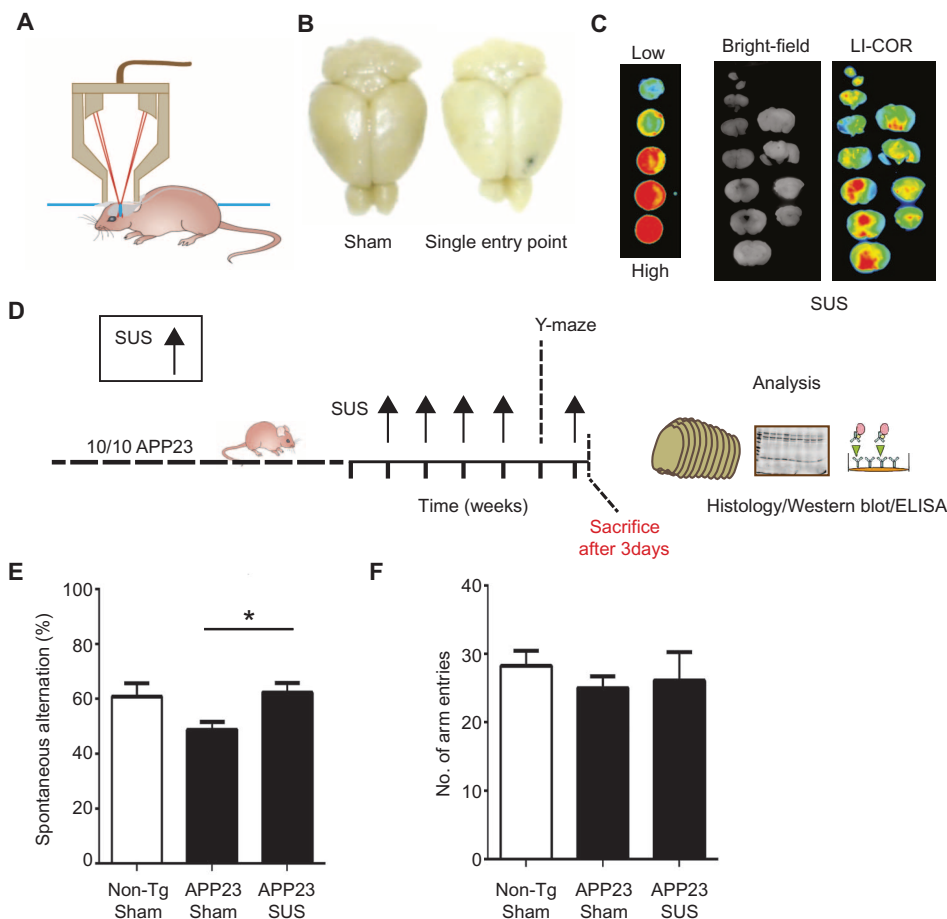 A
B
Sham
Single entry point
C
Low
High
Bright-field
LI-COR
SUS
D
SUS
Y-maze
SUS
10/10 APP23
Time (weeks)
Sacrifice
after 3days
Analysis
Histology/Western blot/ELISA
E
Spontaneous alternation (%)
100
80
60
40
20
0
*
Non-Tg
Sham
APP23
Sham
APP23
SUS
F
No. of arm entries
40
30
20
10
0
Non-Tg
Sham
APP23
Sham
APP23
SUS